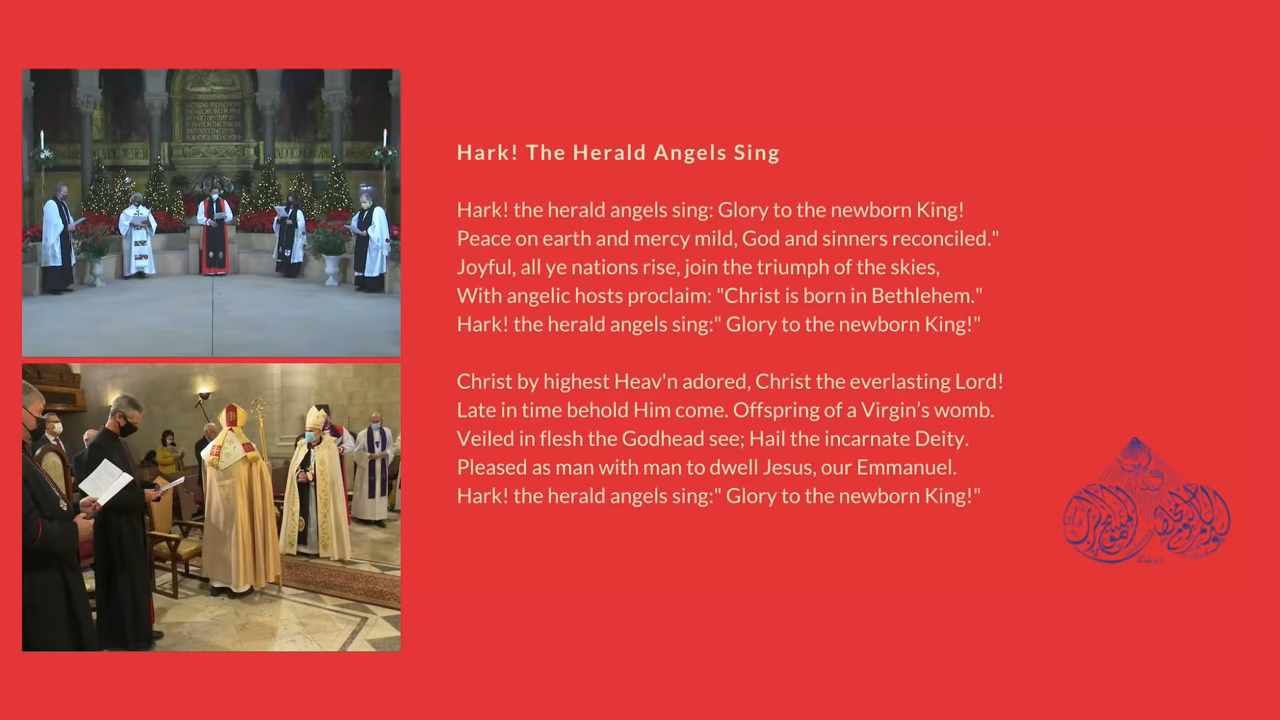 Hark! The Herald Angels Sing
Hark! the herald angels sing: Glory to the newborn King!
Peace on earth and mercy mild, God and sinners reconciled."
Joyful, all ye nations rise, join the triumph of the skies,
With angelic hosts proclaim: "Christ is born in Bethlehem."
Hark! the herald angels sing:" Glory to the newborn King!"
Christ by highest Heav'n adored, Christ the everlasting Lord!
Late in time behold Him come. Offspring of a Virgin’s womb.
Veiled in flesh the Godhead see; Hail the incarnate Deity.
Pleased as man with man to dwell Jesus, our Emmanuel.
Hark! the herald angels sing:" Glory to the newborn King!"